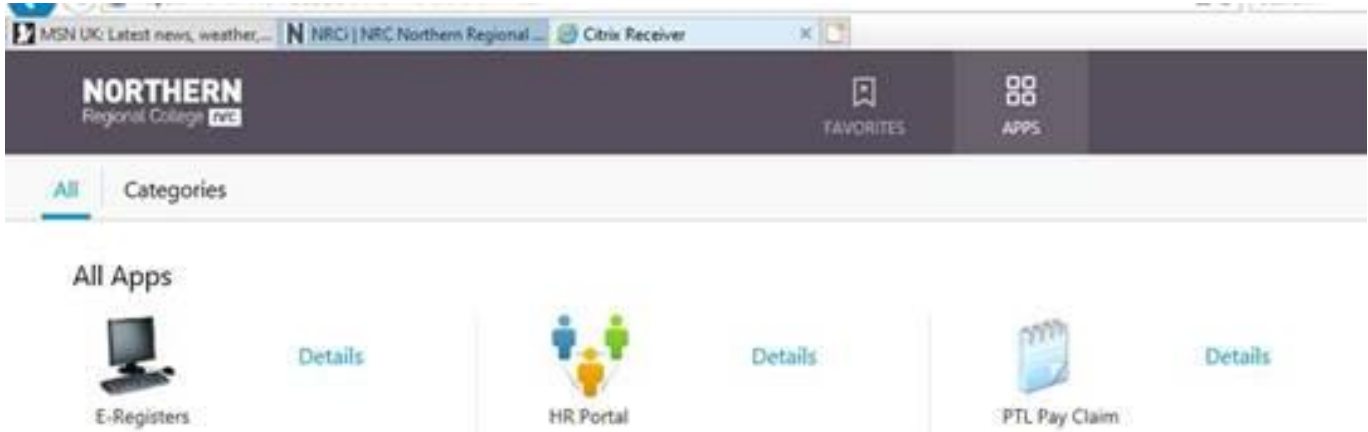 MSN UK: Latest news, weather,...
NRCi | NRC Northern Regional ...
Citrix Receiver
NORTHERN
Regional College nrc
FAVORITES
APPS
All
Categories
All Apps
Details
Details
Details
E-Registers
HR Portal
PTL Pay Claim